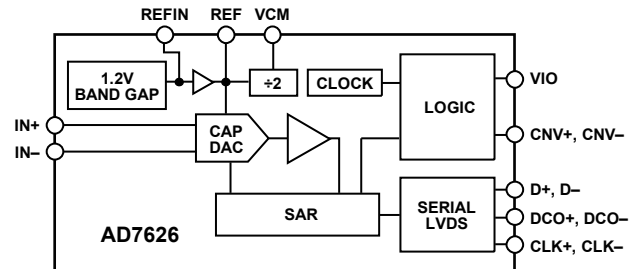 REFIN REF VCM
1.2V
BAND GAP
÷2
CLOCK
LOGIC
VIO
IN+
IN–
CAP
DAC
CNV+, CNV–
SAR
SERIAL
LVDS
D+, D–
DCO+, DCO–
CLK+, CLK–
AD7626